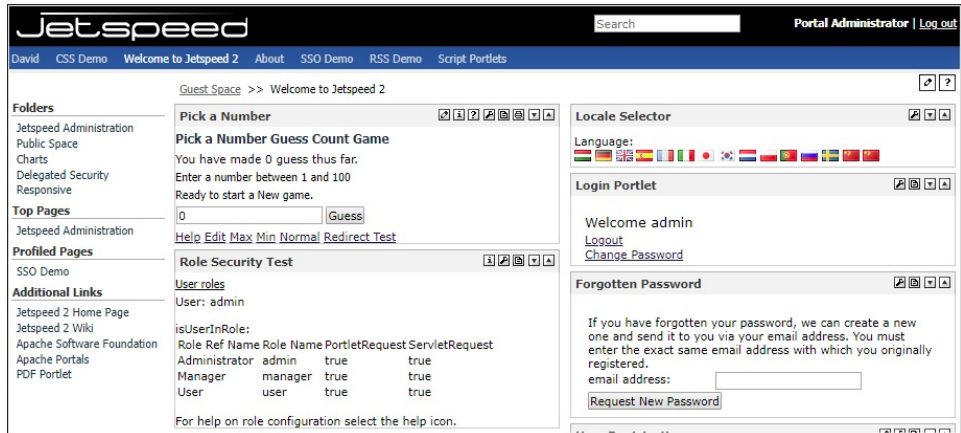 Jetspeed
Search
Portal Administrator | Log out
David CSS Demo Welcome to Jetspeed 2 About SSO Demo RSS Demo Script Portlets
Guest Space >> Welcome to Jetspeed 2
Folders
Jetspeed Administration
Public Space
Charts
Delegated Security
Responsive
Top Pages
Jetspeed Administration
Profiled Pages
SSO Demo
Additional Links
Jetspeed 2 Home Page
Jetspeed 2 Wiki
Apache Software Foundation
Apache Portals
PDF Portlet
Pick a Number
Pick a Number Guess Count Game
You have made 0 guess thus far.
Enter a number between 1 and 100
Ready to start a New game.
0 Guess
Help Edit Max Min Normal Redirect Test
Role Security Test
User roles
User: admin
isUserInRole:
Role Ref Name Role Name PortletRequest ServletRequest
Administrator admin true true
Manager manager true true
User user true true
For help on role configuration select the help icon.
Locale Selector
Language:
Login Portlet
Welcome admin
Logout
Change Password
Forgotten Password
If you have forgotten your password, we can create a new
one and send it to you via your email address. You must
enter the exact same email address with which you originally
registered.
email address:
Request New Password